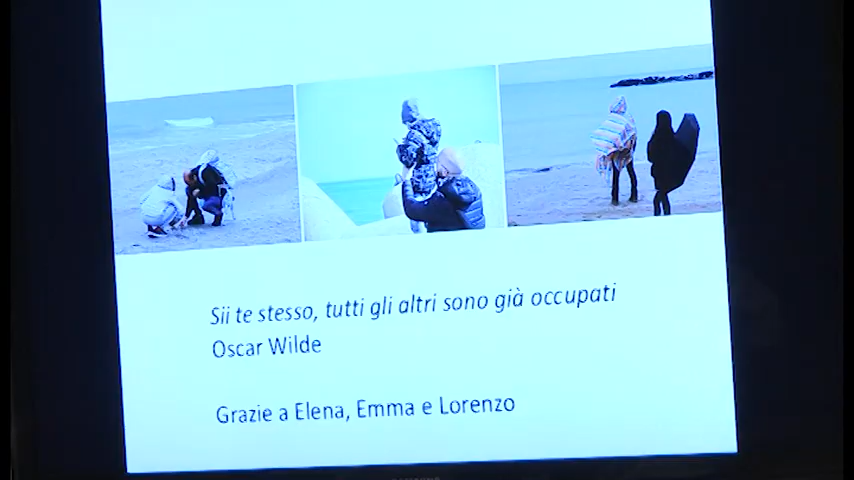 Sii te stesso, tutti gli altri sono già occupati
Oscar Wilde
Grazie a Elena, Emma e Lorenzo